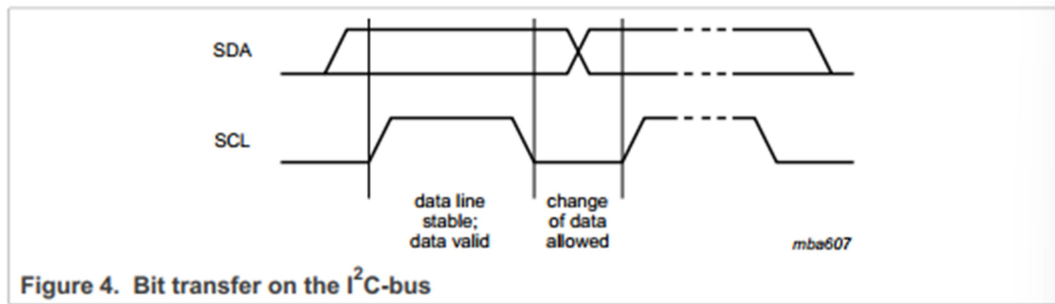 SDA
SCL
data line
stable;
data valid
change
of data
allowed
mba607
Figure 4. Bit transfer on the I²C-bus